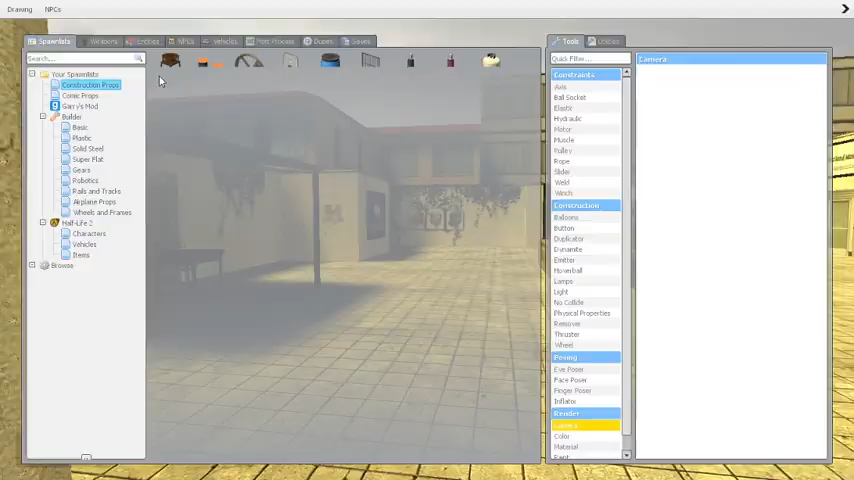 Drawing NPCs
Spawnlists Weapons Entities NPCs Vehicles Post Process Dupes Saves
Search...
Your Spawnlists
Construction Props
Comic Props
Garry's Mod
Builder
Basic
Plastic
Solid Steel
Super Flat
Gears
Robotics
Rails and Tracks
Airplane Props
Wheels and Frames
Half-Life 2
Characters
Vehicles
Items
Browse
Tools Utilities
Quick Filter...
Constraints
Axis
Ball Socket
Elastic
Hydraulic
Motor
Muscle
Pulley
Rope
Slider
Weld
Winch
Construction
Balloons
Button
Duplicator
Dynamite
Emitter
Hoverball
Lamps
Light
No Collide
Physical Properties
Remover
Thruster
Wheel
Posing
Eye Poser
Face Poser
Finger Poser
Inflator
Render
Camera
Color
Material
Paint
Camera